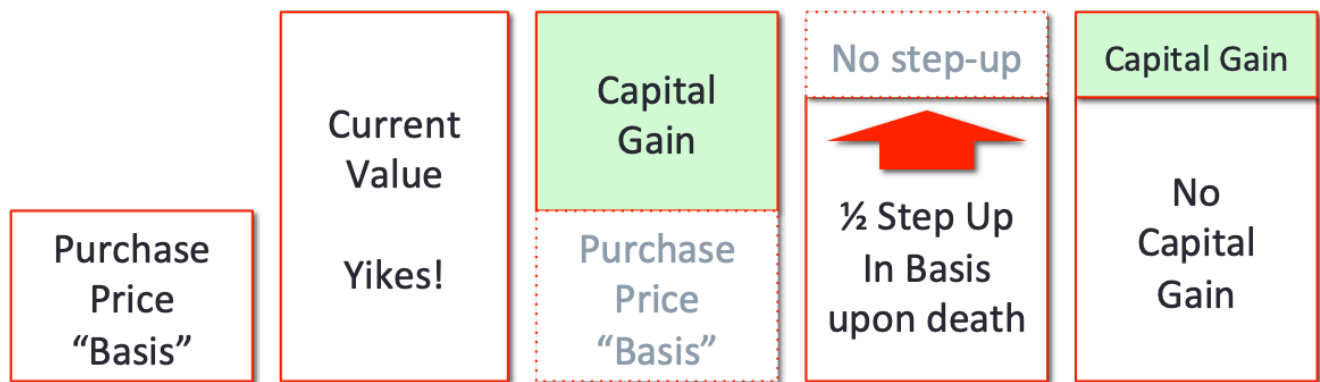 Purchase
Price
“Basis”
Current
Value
Yikes!
Capital
Gain
Purchase
Price
“Basis”
No step-up
½ Step Up
In Basis
upon death
Capital Gain
No
Capital
Gain